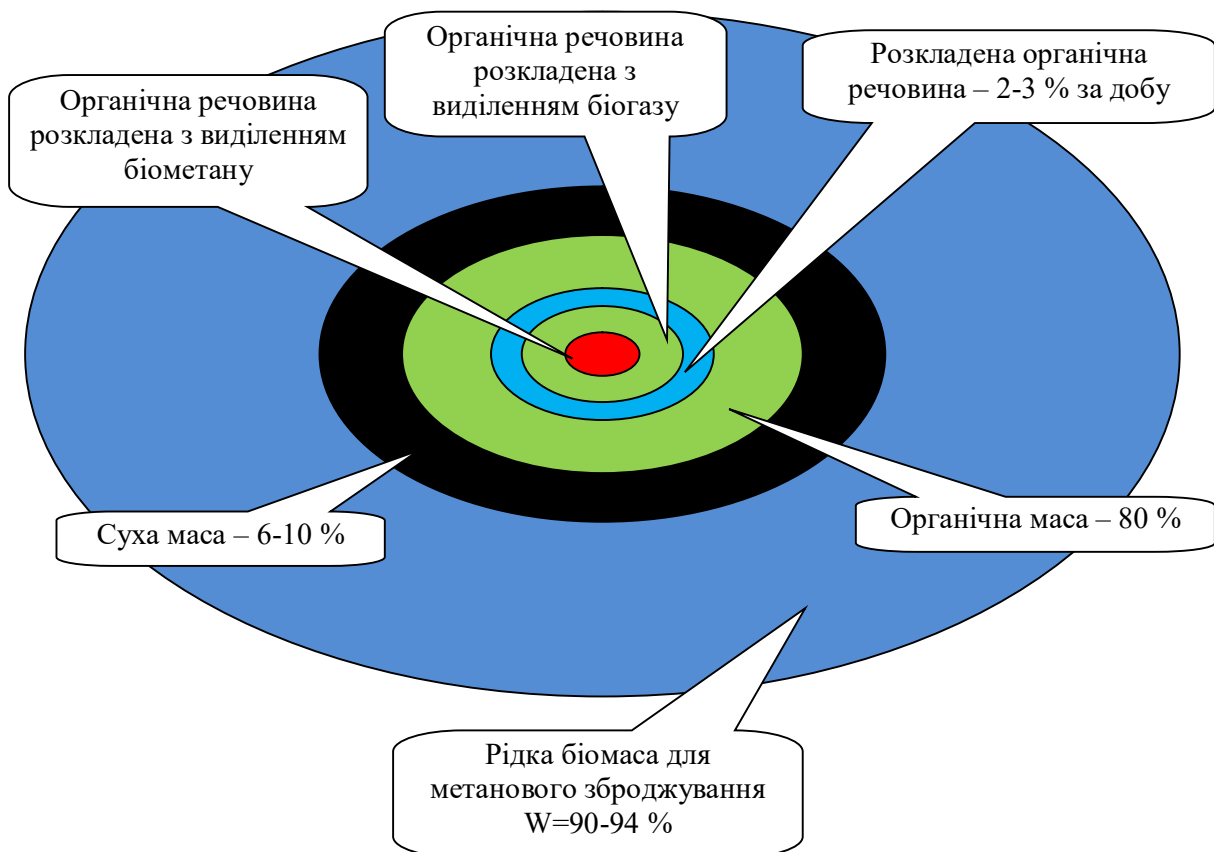 Органічна речовина
розкладена з виділенням
біометану
Органічна речовина
розкладена з
виділенням біогазу
Розкладена органічна
речовина – 2-3 % за добу
Суха маса – 6-10 %
Органічна маса – 80 %
Рідка біомаса для
метанового зброджування
W=90-94 %